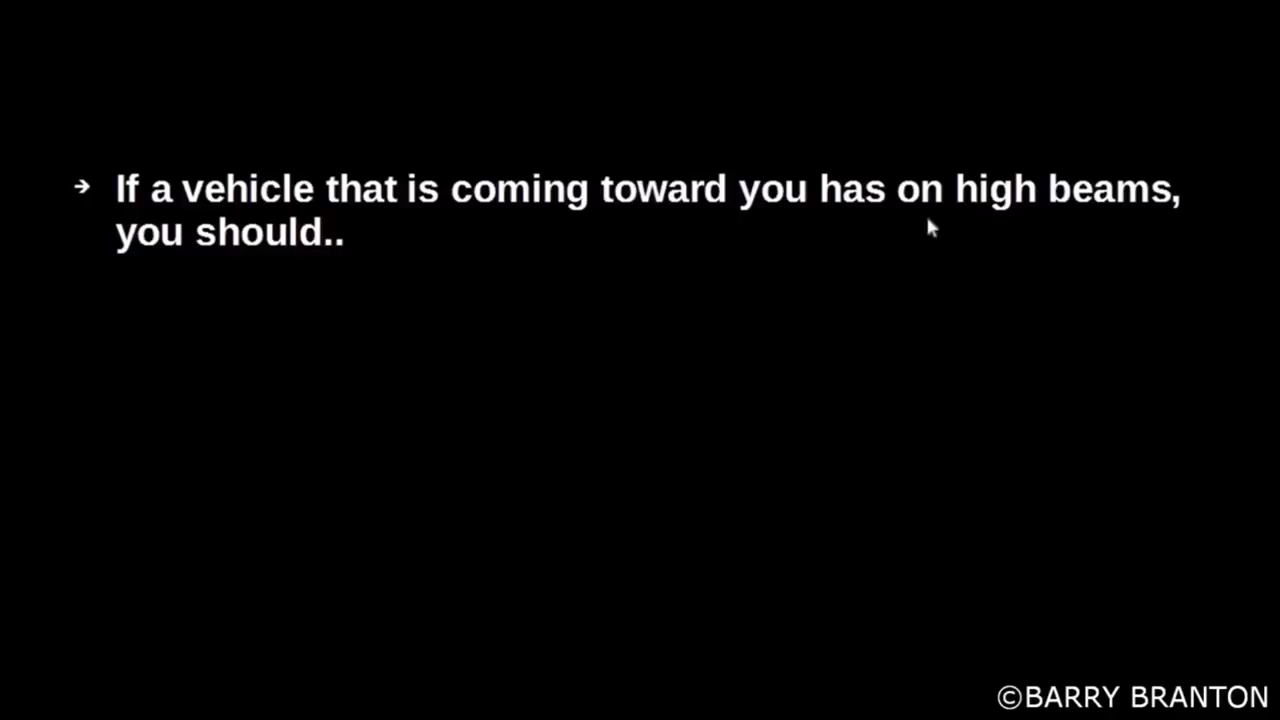 ➔ If a vehicle that is coming toward you has on high beams,
you should..
©BARRY BRANTON